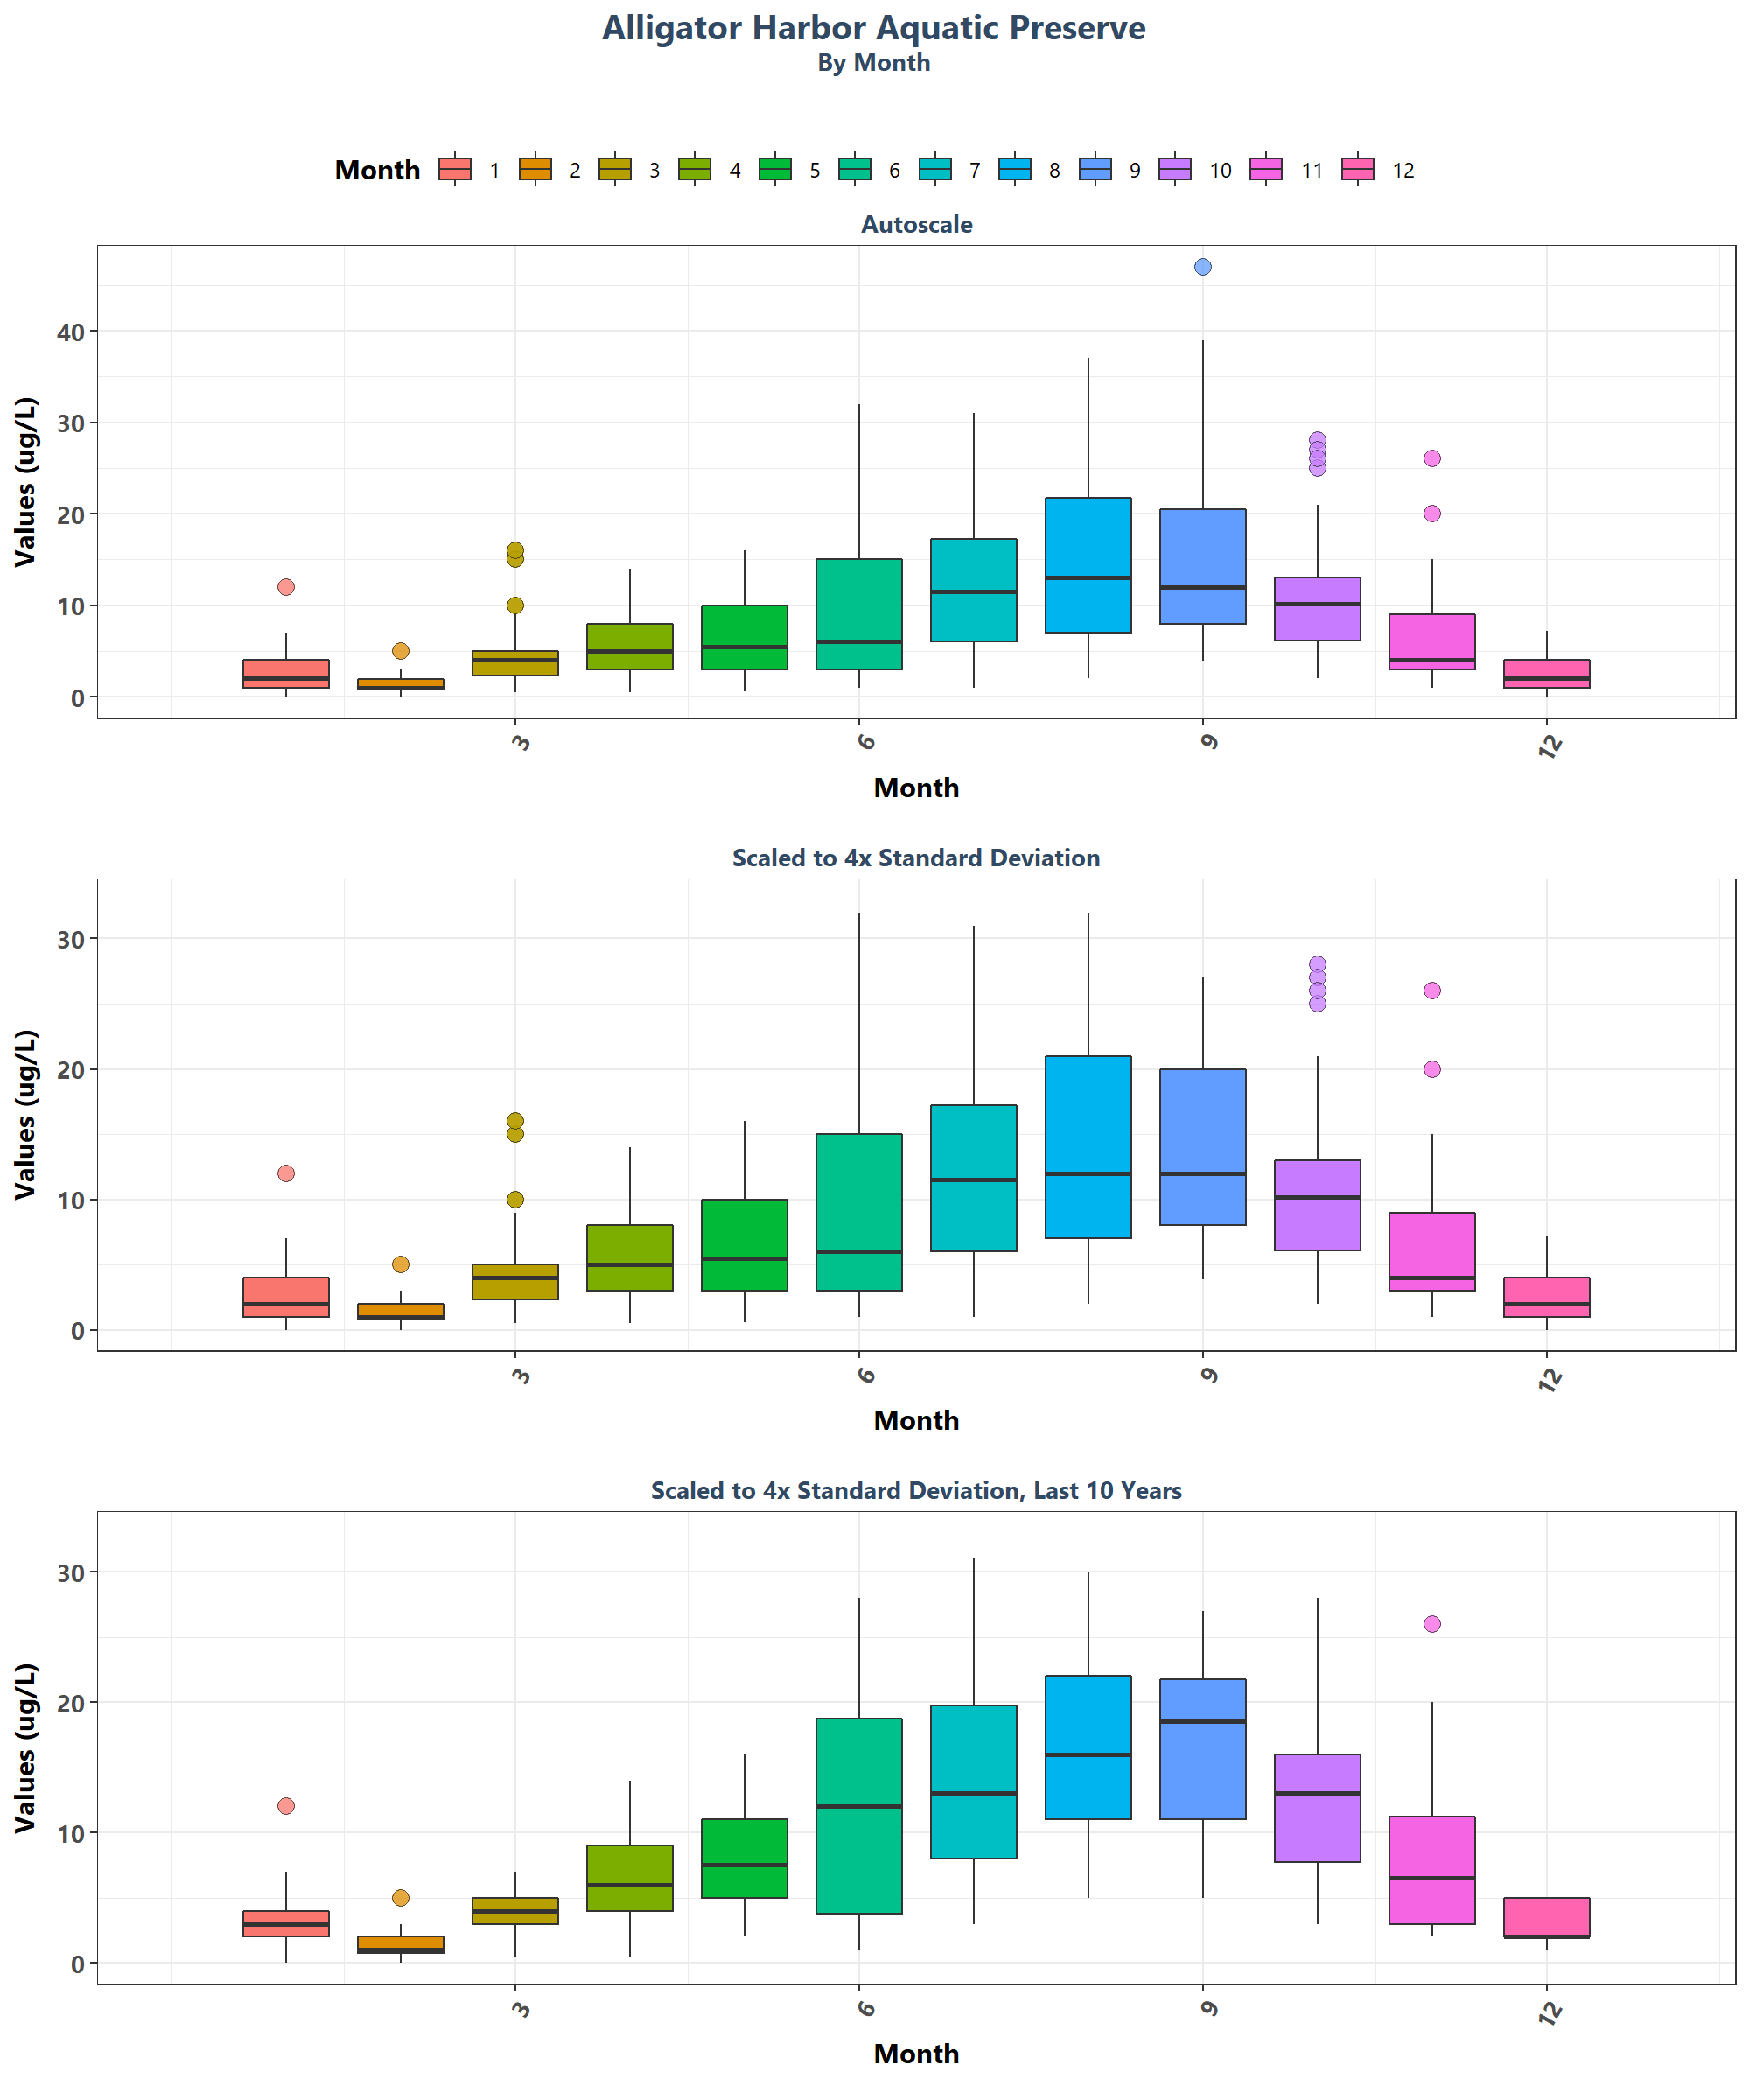 Alligator Harbor Aquatic Preserve
By Month
Month 1 2 3 4 5 6 7 8 9 10 11 12
Autoscale
Values (ug/L)
40
30
20
10
0
3 6 9 12
Month
Scaled to 4x Standard Deviation
Values (ug/L)
30
20
10
0
3 6 9 12
Month
Scaled to 4x Standard Deviation, Last 10 Years
Values (ug/L)
30
20
10
0
3 6 9 12
Month